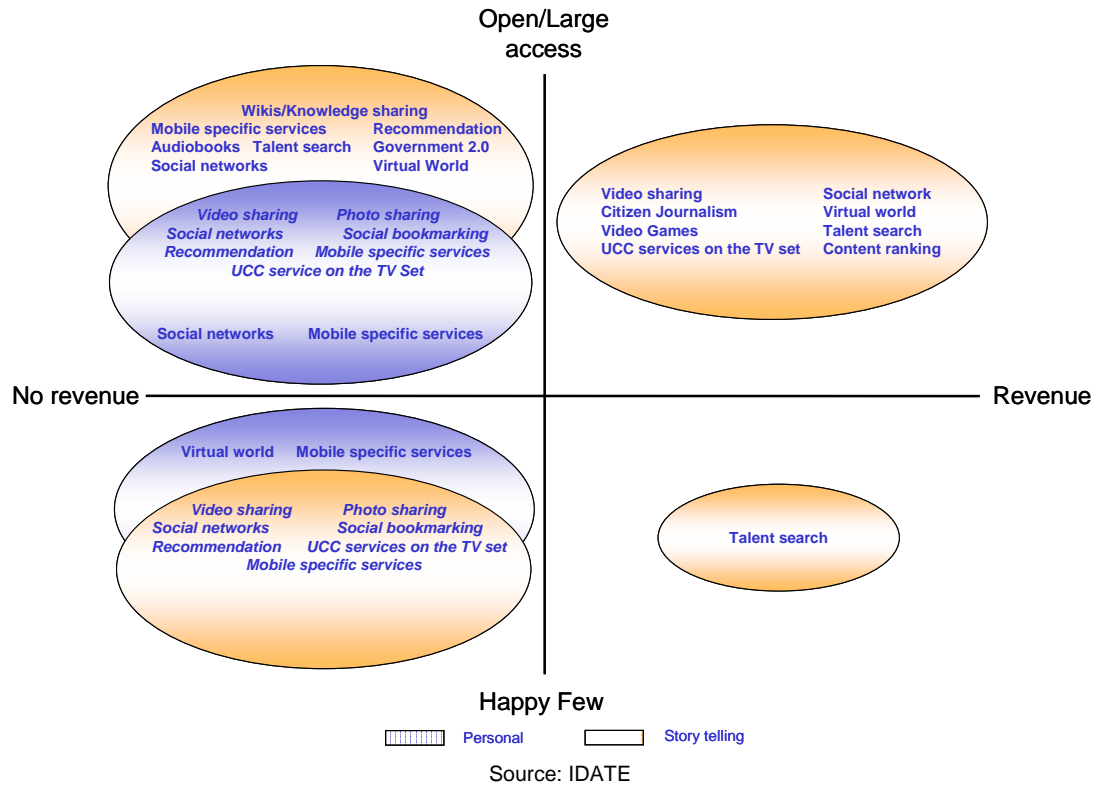 Open/Large
access
Wikis/Knowledge sharing
Mobile specific services Recommendation
Audiobooks Talent search Government 2.0
Social networks Virtual World
Video sharing Photo sharing
Social networks Social bookmarking
Recommendation Mobile specific services
UCC service on the TV Set
Social networks Mobile specific services
Video sharing Social network
Citizen Journalism Virtual world
Video Games Talent search
UCC services on the TV set Content ranking
No revenue
Revenue
Virtual world Mobile specific services
Video sharing Photo sharing
Social networks Social bookmarking
Recommendation UCC services on the TV set
Mobile specific services
Talent search
Happy Few
Personal Story telling
Source: IDATE